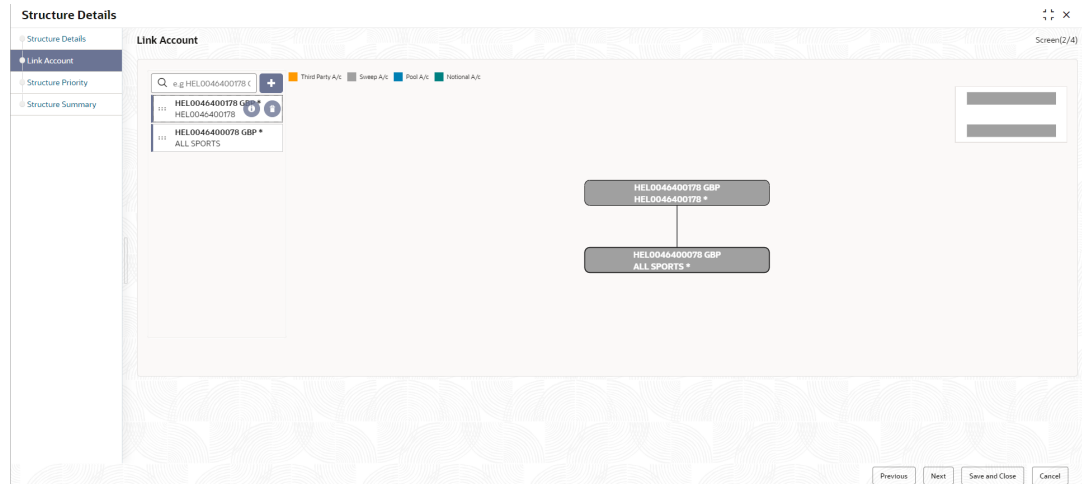 Structure Details
Structure Details
Link Account
Structure Priority
Structure Summary
Link Account
Screen(2/4)
e.g HEL0046400178 (
Third Party A/c
Sweep A/c
Pool A/c
Notional A/c
HEL0046400178
HEL0046400078 GBP *
ALL SPORTS
HEL0046400178 GBP
HEL0046400178 *
HEL0046400078 GBP
ALL SPORTS *
Previous
Next
Save and Close
Cancel